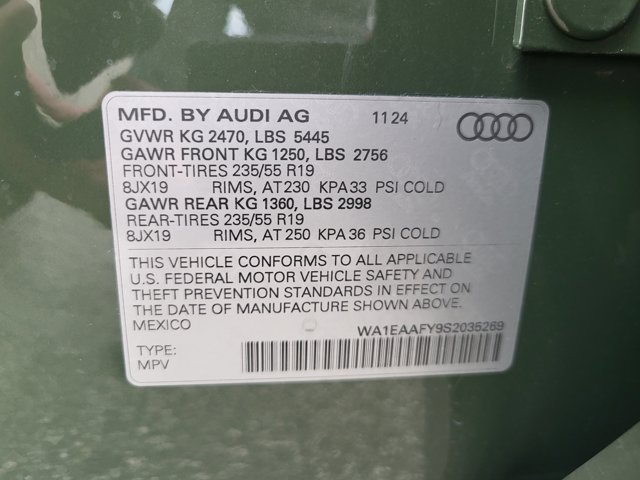 MFD. BY AUDI AG 11 24
GVWR KG 2470, LBS 5445
GAWR FRONT KG 1250, LBS 2756
FRONT-TIRES 235/55 R19
8JX19 RIMS, AT 230 KPA 33 PSI COLD
GAWR REAR KG 1360, LBS 2998
REAR-TIRES 235/55 R19
8JX19 RIMS, AT 250 KPA 36 PSI COLD
THIS VEHICLE CONFORMS TO ALL APPLICABLE
U.S. FEDERAL MOTOR VEHICLE SAFETY AND
THEFT PREVENTION STANDARDS IN EFFECT ON
THE DATE OF MANUFACTURE SHOWN ABOVE.
MEXICO WA1EAAFY9S2035269
TYPE:
MPV